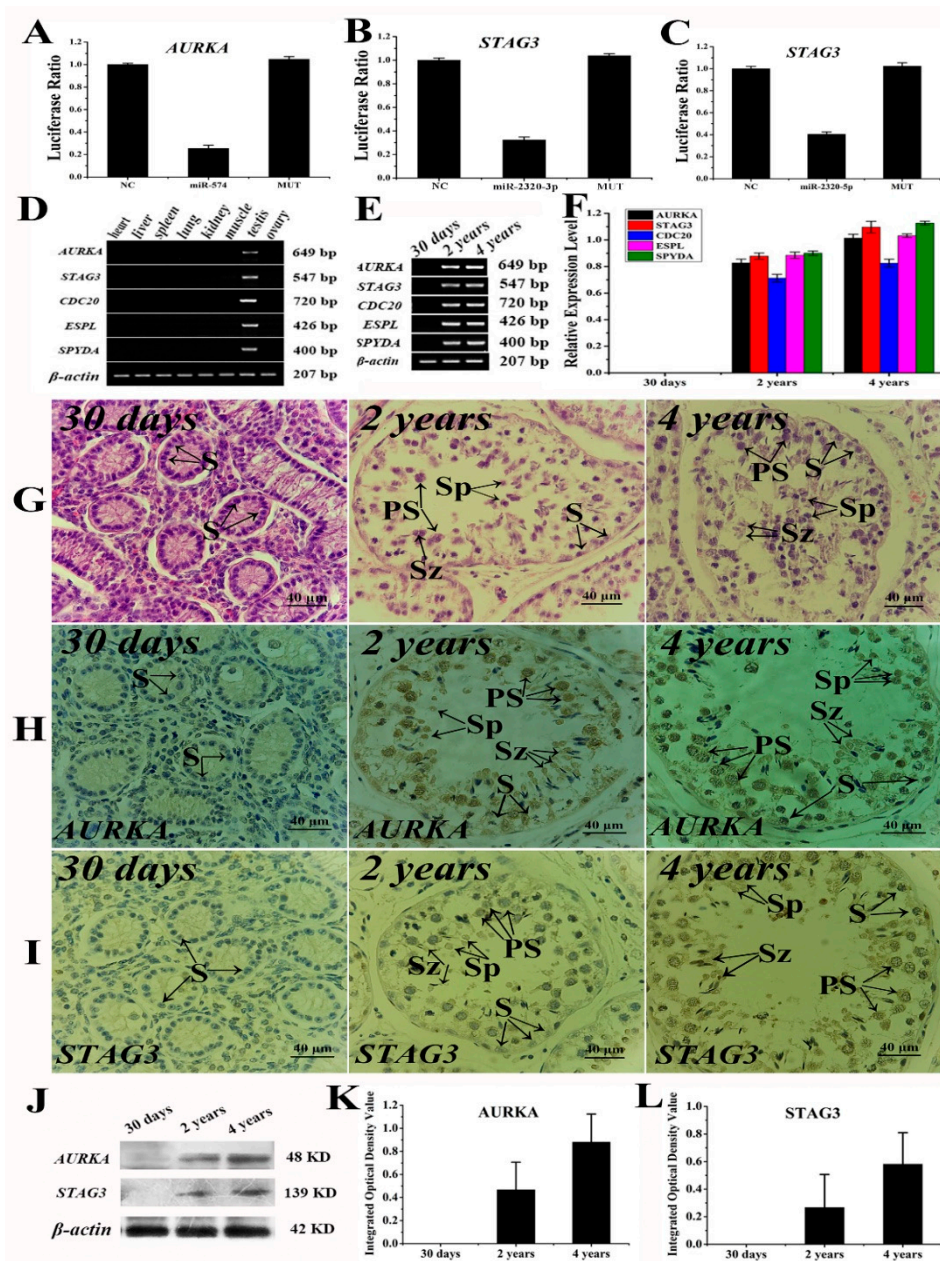 A
AURKA
Luciferase Ratio
1.2
1.0
0.8
0.6
0.4
0.2
0.0
NC miR-574 MUT
B
STAG3
Luciferase Ratio
1.2
1.0
0.8
0.6
0.4
0.2
0.0
NC miR-2320-3p MUT
C
STAG3
Luciferase Ratio
1.2
1.0
0.8
0.6
0.4
0.2
0.0
NC miR-2320-5p MUT
D
heart liver spleen lung kidney muscle testis ovary
AURKA 649 bp
STAG3 547 bp
CDC20 720 bp
ESPL 426 bp
SPYDA 400 bp
β-actin 207 bp
E
30 days 2 years 4 years
AURKA 649 bp
STAG3 547 bp
CDC20 720 bp
ESPL 426 bp
SPYDA 400 bp
β-actin 207 bp
F
Relative Expression Level
1.2
1.0
0.8
0.6
0.4
0.2
0.0
AURKA
STAG3
CDC20
ESPL
SPYDA
30 days 2 years 4 years
G
30 days
S
S
40 μm
2 years
Sp
PS
S
Sz
40 μm
4 years
PS S
Sp
Sz
40 μm
H
30 days
S
S
AURKA
40 μm
2 years
PS
Sp
Sz
S
AURKA
40 μm
4 years
Sp
Sz
PS
S
AURKA
40 μm
I
30 days
S
STAG3
40 μm
2 years
PS
Sz Sp
S
STAG3
40 μm
4 years
Sp S
Sz
PS
STAG3
40 μm
J
30 days 2 years 4 years
AURKA 48 KD
STAG3 139 KD
β-actin 42 KD
K
AURKA
Integrated Optical Density Value
1.2
1.0
0.8
0.6
0.4
0.2
0.0
30 days 2 years 4 years
L
STAG3
Integrated Optical Density Value
1.0
0.8
0.6
0.4
0.2
0.0
30 days 2 years 4 years